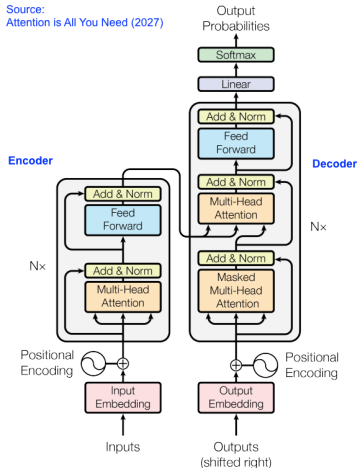 Source:
Attention is All You Need (2027)
Output
Probabilities
Softmax
Linear
Add & Norm
Feed
Forward
Add & Norm
Multi-Head
Attention
Add & Norm
Masked
Multi-Head
Attention
Decoder
N×
Encoder
Add & Norm
Feed
Forward
Add & Norm
Multi-Head
Attention
N×
Positional
Encoding
Input
Embedding
Inputs
Positional
Encoding
Output
Embedding
Outputs
(shifted right)